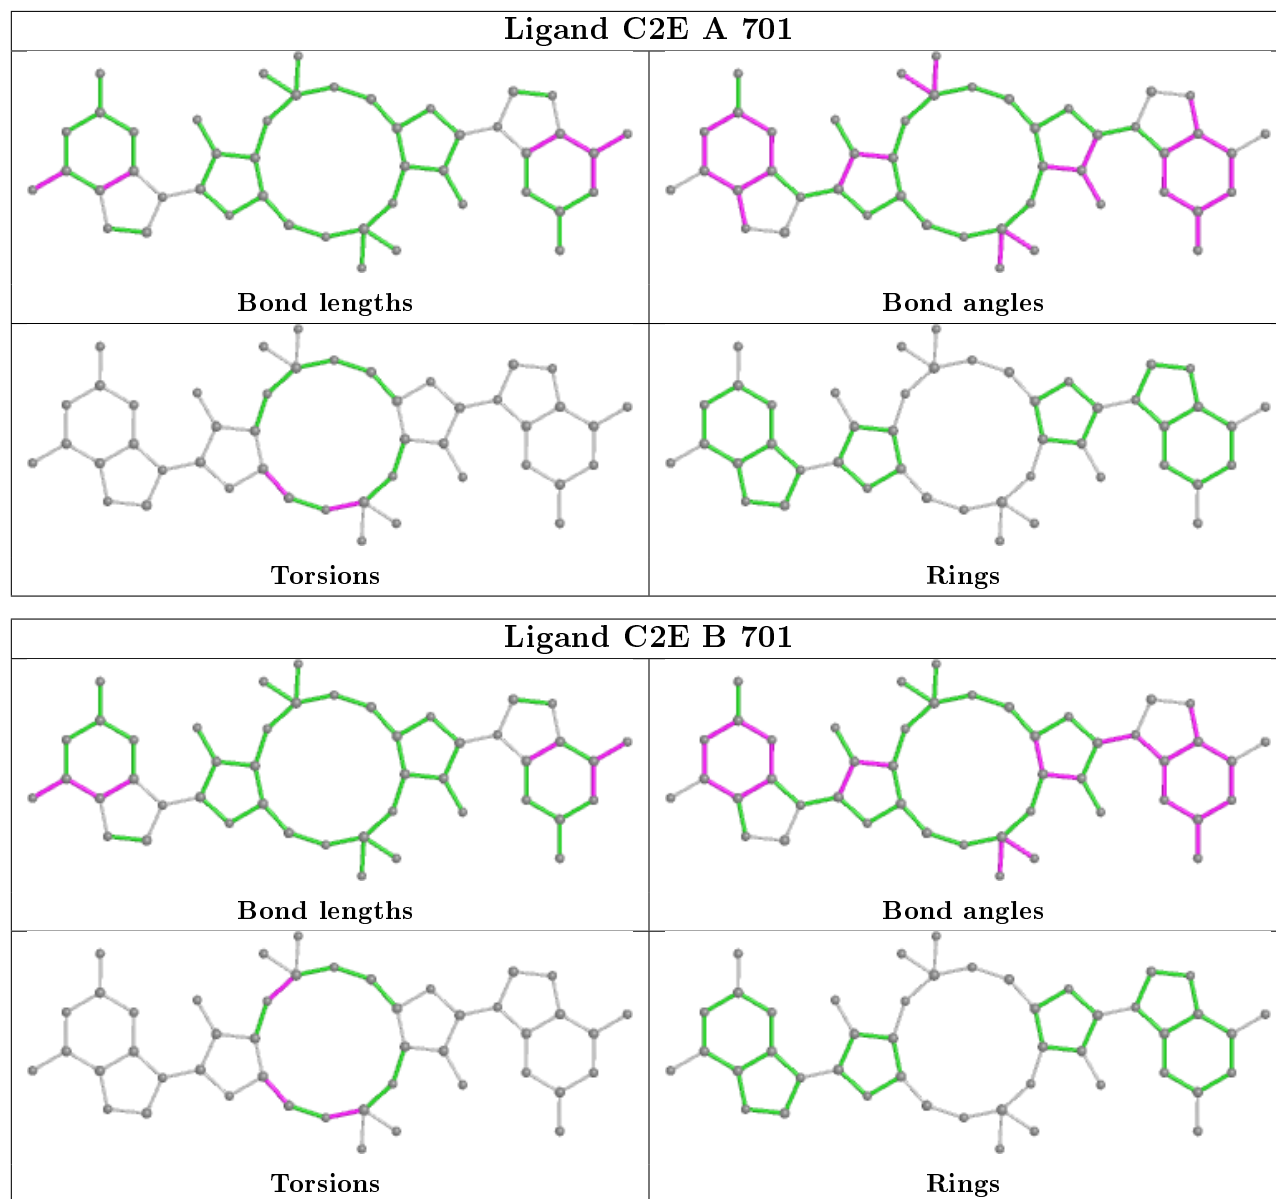 Ligand C2E A 701
Bond lengths
Bond angles
Torsions
Rings
Ligand C2E B 701
Bond lengths
Bond angles
Torsions
Rings